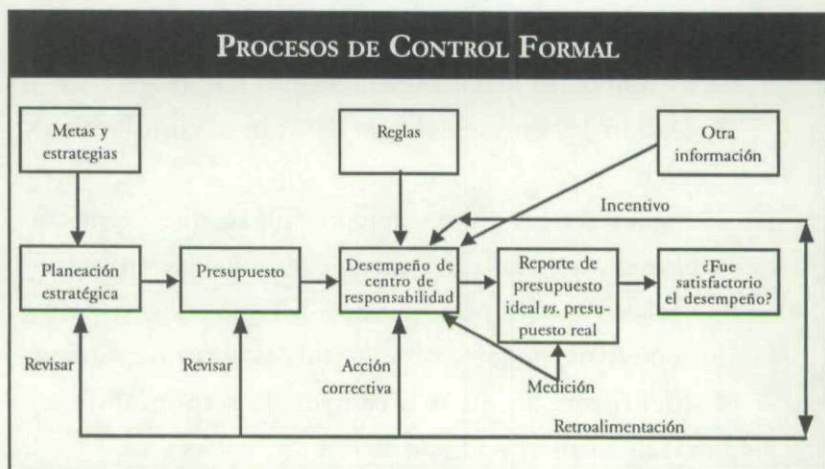 PROCESOS DE CONTROL FORMAL
Metas y
estrategias
Reglas
Otra
información
Incentivo
Planeación
estratégica
Presupuesto
Desempeño de
centro de
responsabilidad
Reporte de
presupuesto
ideal vs. presu-
puesto real
¿Fue
satisfactorio
el desempeño?
Revisar
Revisar
Acción
correctiva
Medición
Retroalimentación